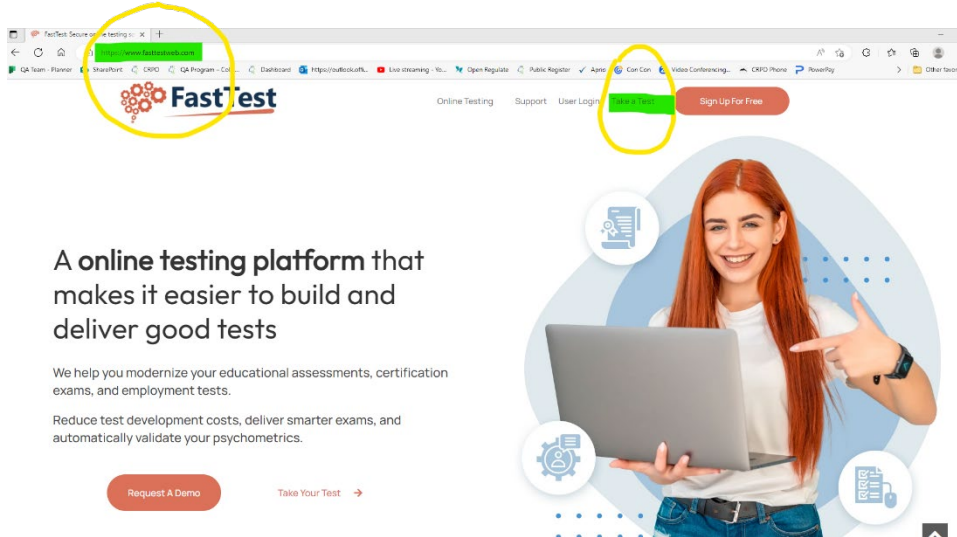 FastTest: Secure online testing so
https://www.fasttestweb.com
QA Team - Planner SharePoint CRPO QA Program - Col... Dashboard https://outlook.offi... Live streaming - Yo... Open Regulate Public Register Aprio Con Con Video Conferencing... CRPO Phone PowerPay Other favor
FastTest
Online Testing Support User Login Take a Test Sign Up For Free
A online testing platform that
makes it easier to build and
deliver good tests
We help you modernize your educational assessments, certification
exams, and employment tests.
Reduce test development costs, deliver smarter exams, and
automatically validate your psychometrics.
Request A Demo Take Your Test